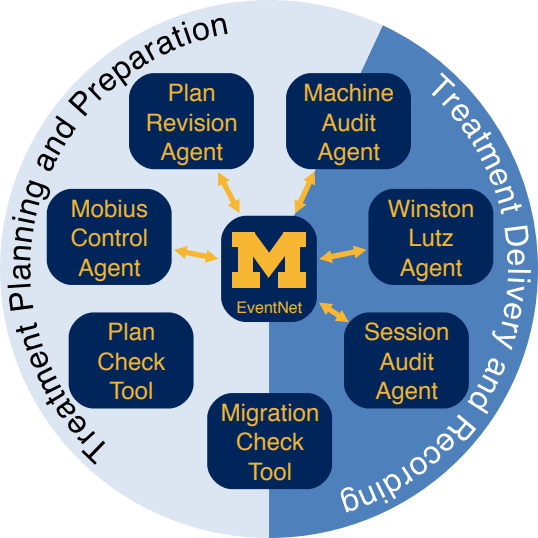 Treatment Planning and Preparation
Treatment Delivery and Recording
Plan
Revision
Agent
Machine
Audit
Agent
Mobius
Control
Agent
M
EventNet
Winston
Lutz
Agent
Plan
Check
Tool
Session
Audit
Agent
Migration
Check
Tool